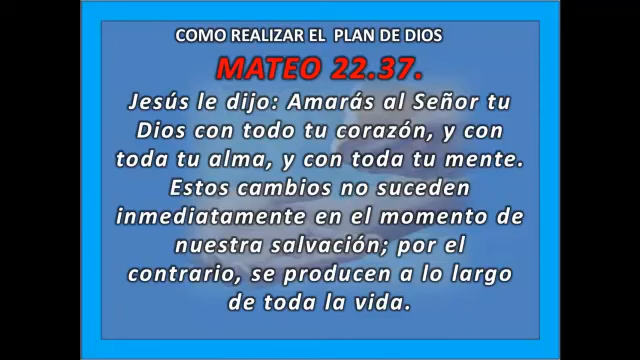 COMO REALIZAR EL PLAN DE DIOS
MATEO 22.37.
Jesús le dijo: Amarás al Señor tu
Dios con todo tu corazón, y con
toda tu alma, y con toda tu mente.
Estos cambios no suceden
inmediatamente en el momento de
nuestra salvación; por el
contrario, se producen a lo largo
de toda la vida.